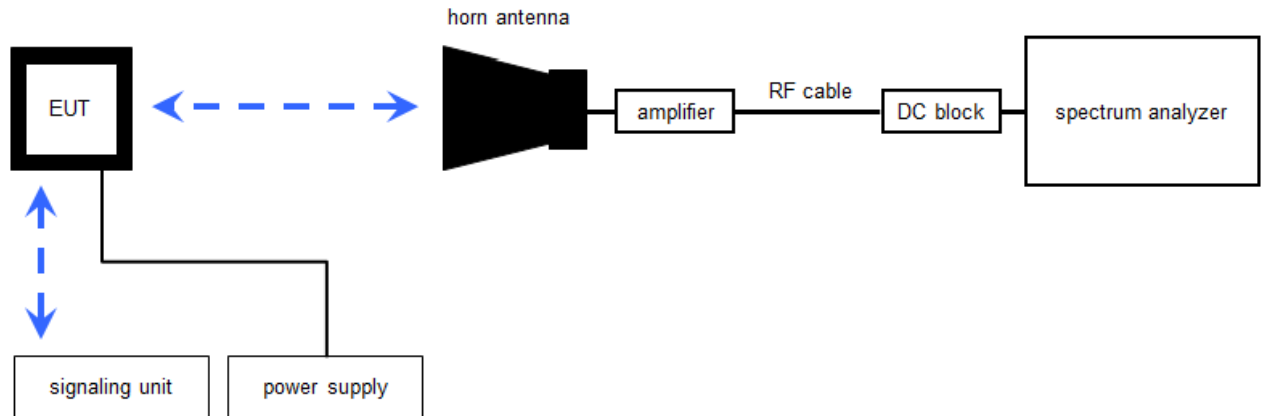 horn antenna
EUT
amplifier
RF cable
DC block
spectrum analyzer
signaling unit
power supply